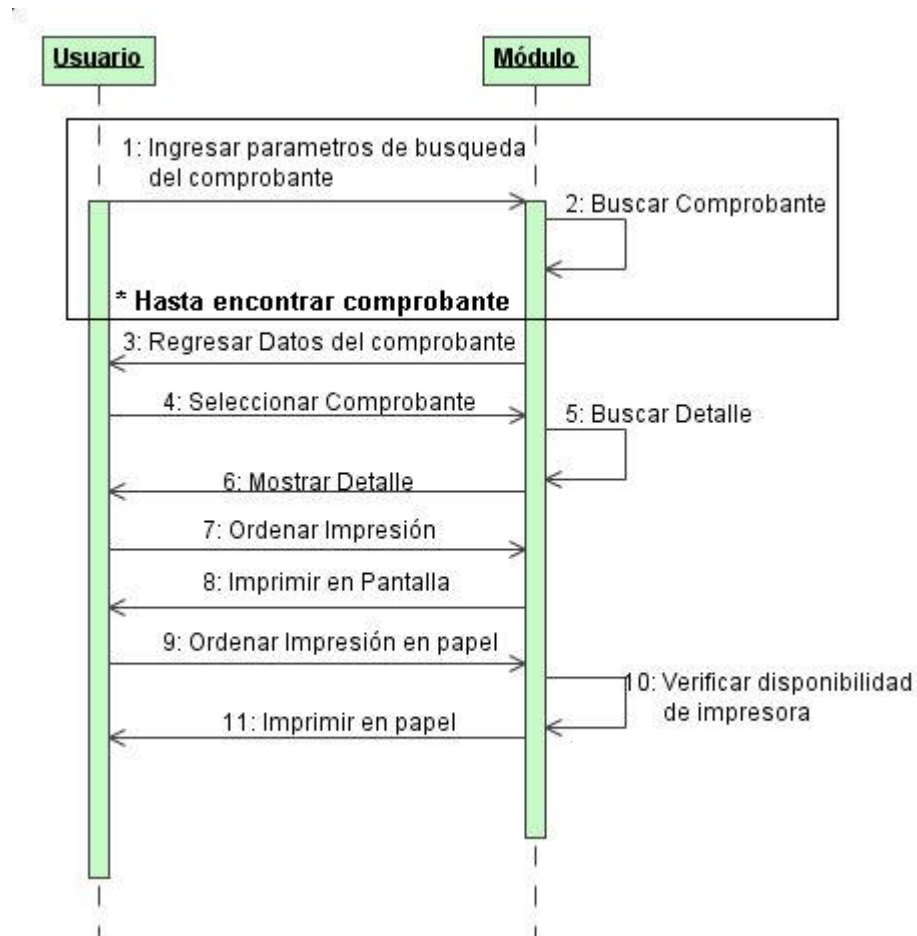 Usuario
Módulo
1: Ingresar parametros de busqueda
del comprobante
2: Buscar Comprobante
* Hasta encontrar comprobante
3: Regresar Datos del comprobante
4: Seleccionar Comprobante
5: Buscar Detalle
6: Mostrar Detalle
7: Ordenar Impresión
8: Imprimir en Pantalla
9: Ordenar Impresión en papel
10: Verificar disponibilidad
de impresora
11: Imprimir en papel